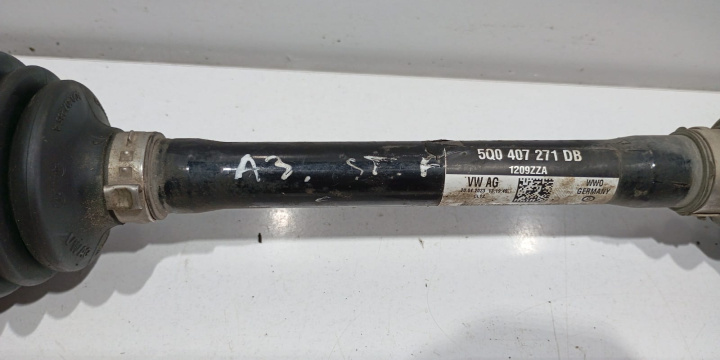 A3. ST. H
5Q0 407 271 DB
1209ZZA
VW AG
WWO
GERMANY